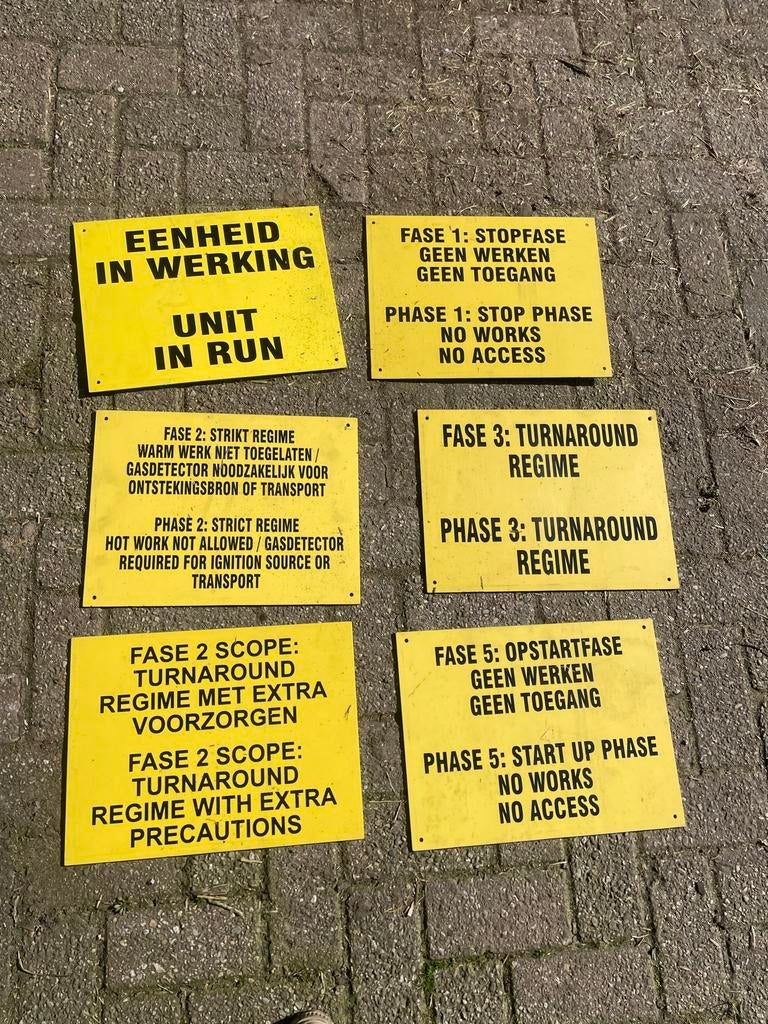 EENHEID
IN WERKING
UNIT
IN RUN
FASE 1: STOPFASE
GEEN WERKEN
GEEN TOEGANG
PHASE 1: STOP PHASE
NO WORKS
NO ACCESS
FASE 2: STRIKT REGIME
WARM WERK NIET TOEGELATEN /
GASDETECTOR NOODZAKELIJK VOOR
ONTSTEKINGSBRON OF TRANSPORT
PHASE 2: STRICT REGIME
HOT WORK NOT ALLOWED / GASDETECTOR
REQUIRED FOR IGNITION SOURCE OR
TRANSPORT
FASE 3: TURNAROUND
REGIME
PHASE 3: TURNAROUND
REGIME
FASE 2 SCOPE:
TURNAROUND
REGIME MET EXTRA
VOORZORGEN
FASE 2 SCOPE:
TURNAROUND
REGIME WITH EXTRA
PRECAUTIONS
FASE 5: OPSTARTFASE
GEEN WERKEN
GEEN TOEGANG
PHASE 5: START UP PHASE
NO WORKS
NO ACCESS